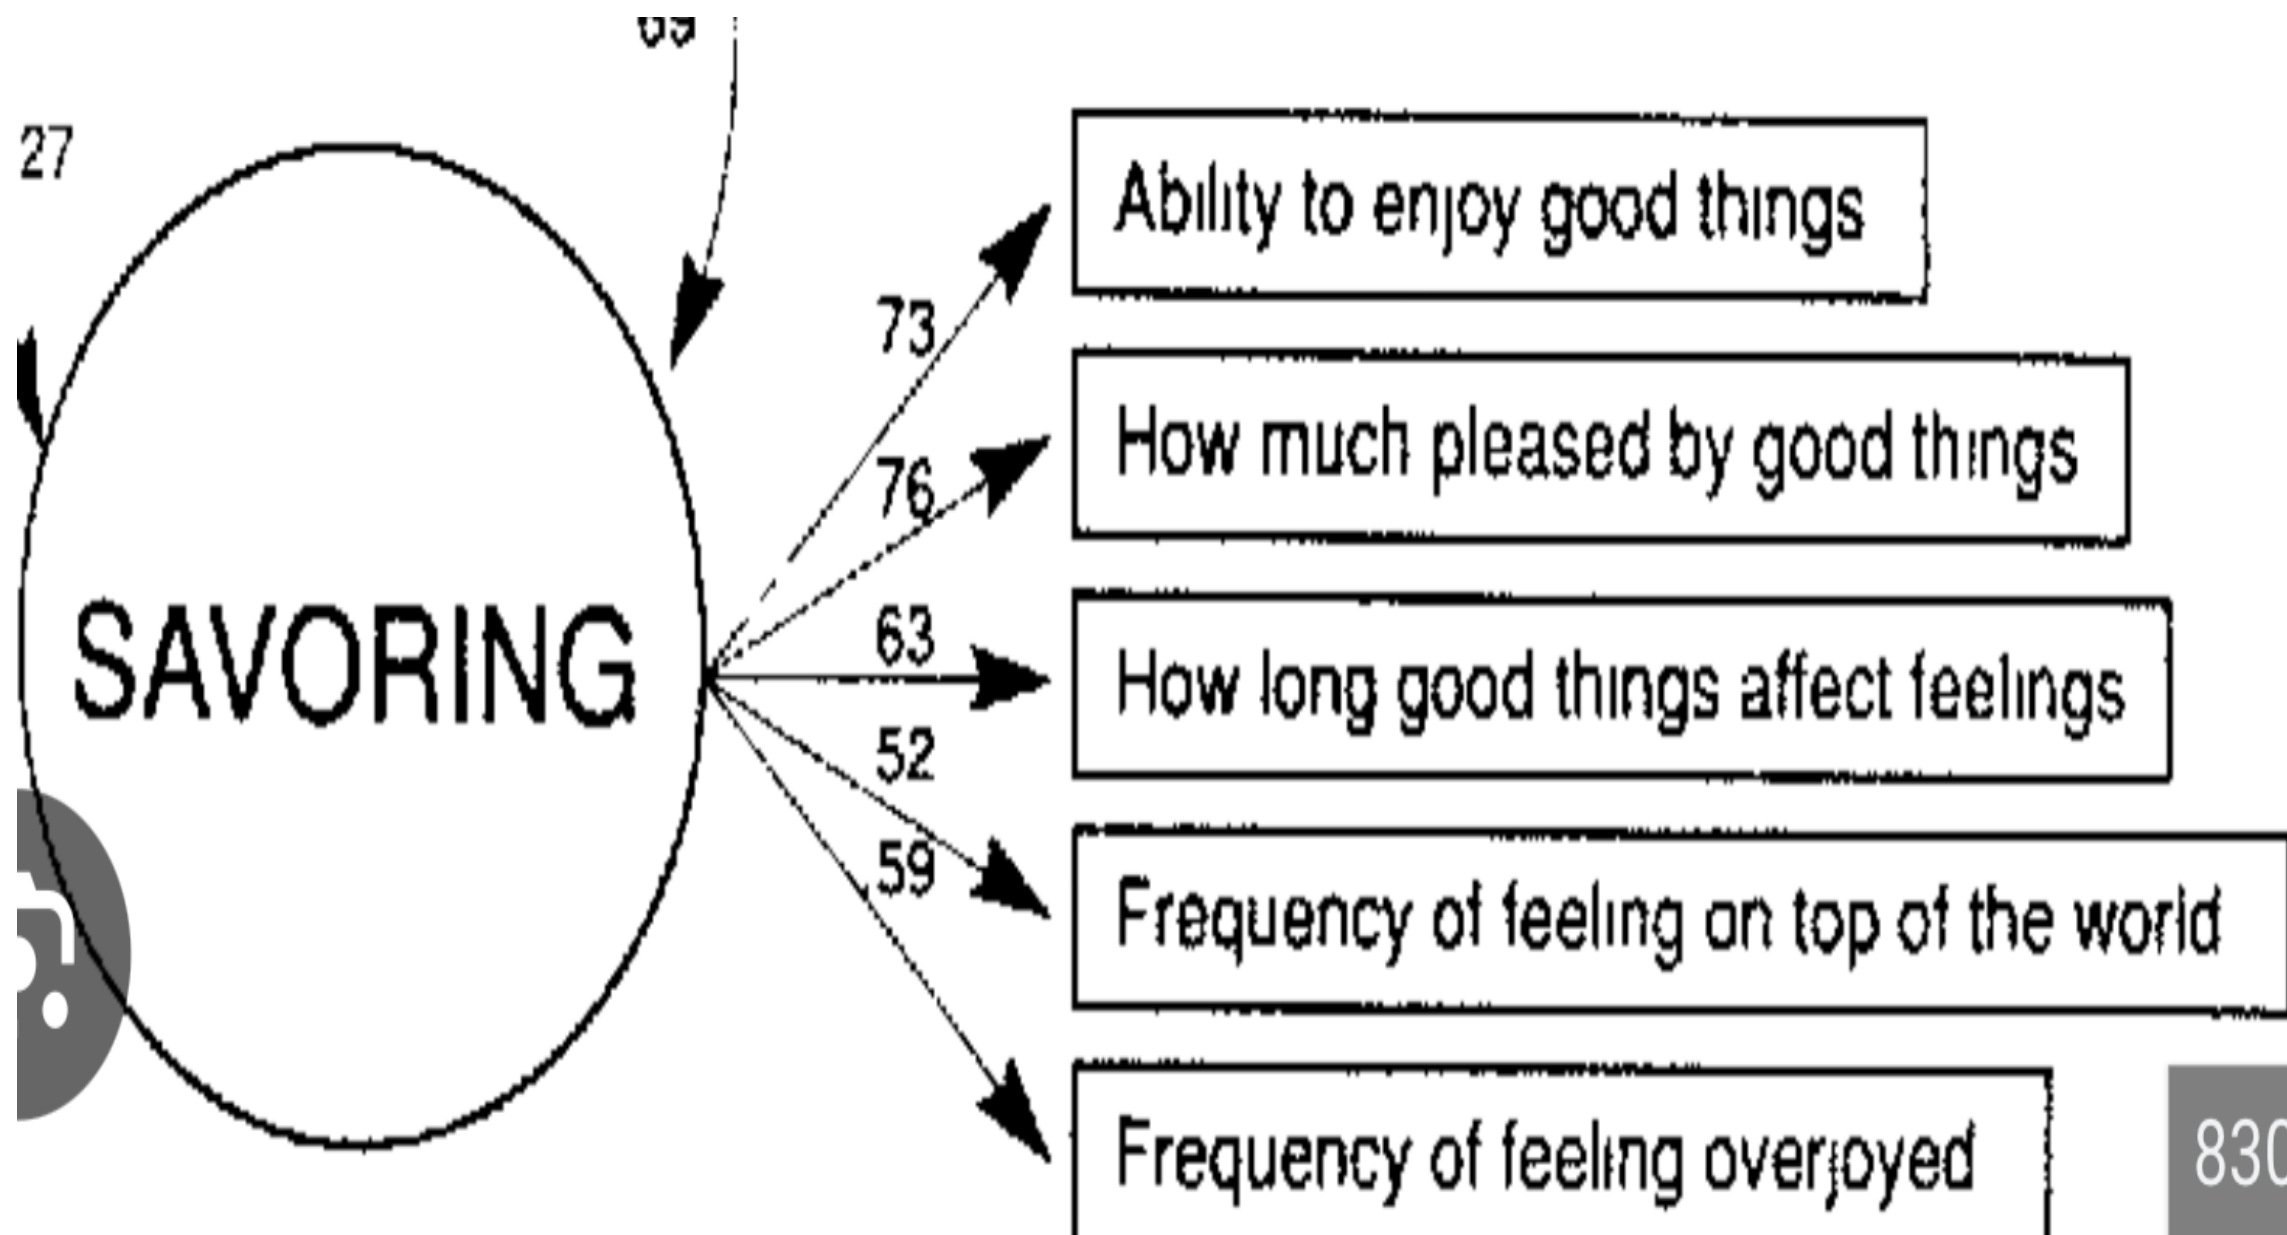 69
27
Ability to enjoy good things
73
How much pleased by good things
76
SAVORING
63
How long good things affect feelings
52
Frequency of feeling on top of the world
59
Frequency of feeling overjoyed
830